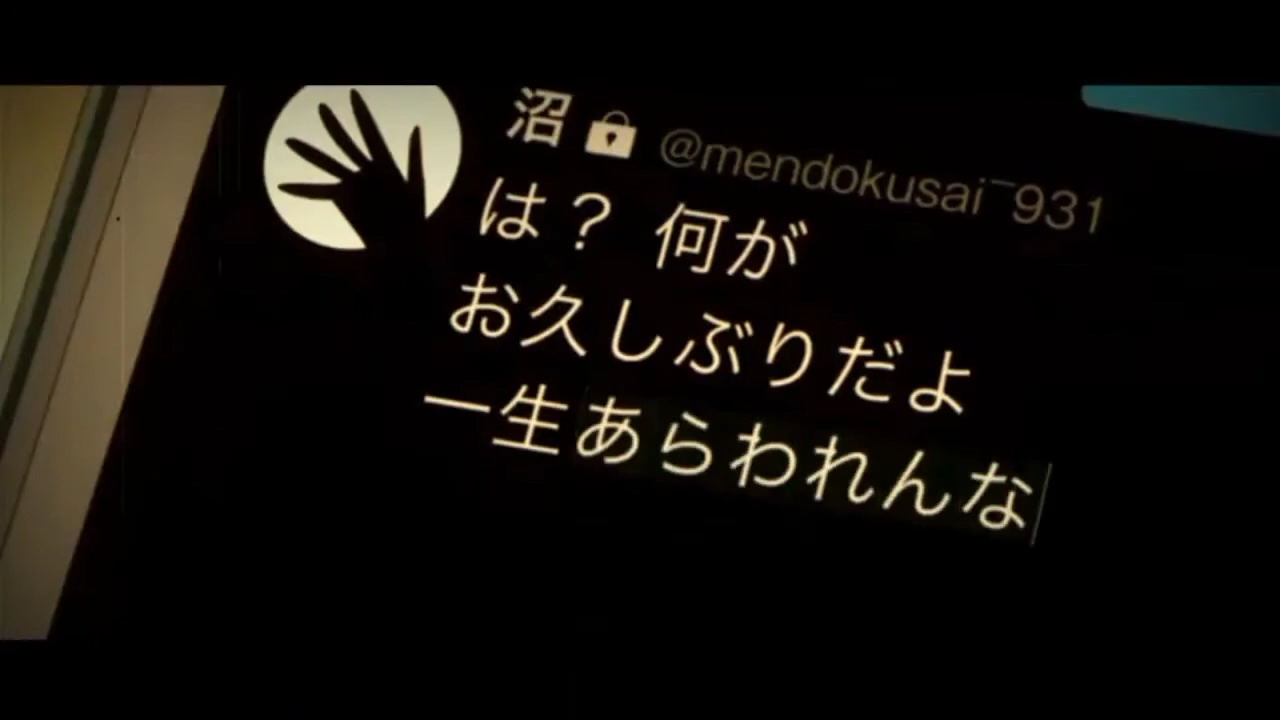 沼 @mendokusai_931
は? 何が
お久しぶりだよ
一生あらわれんな